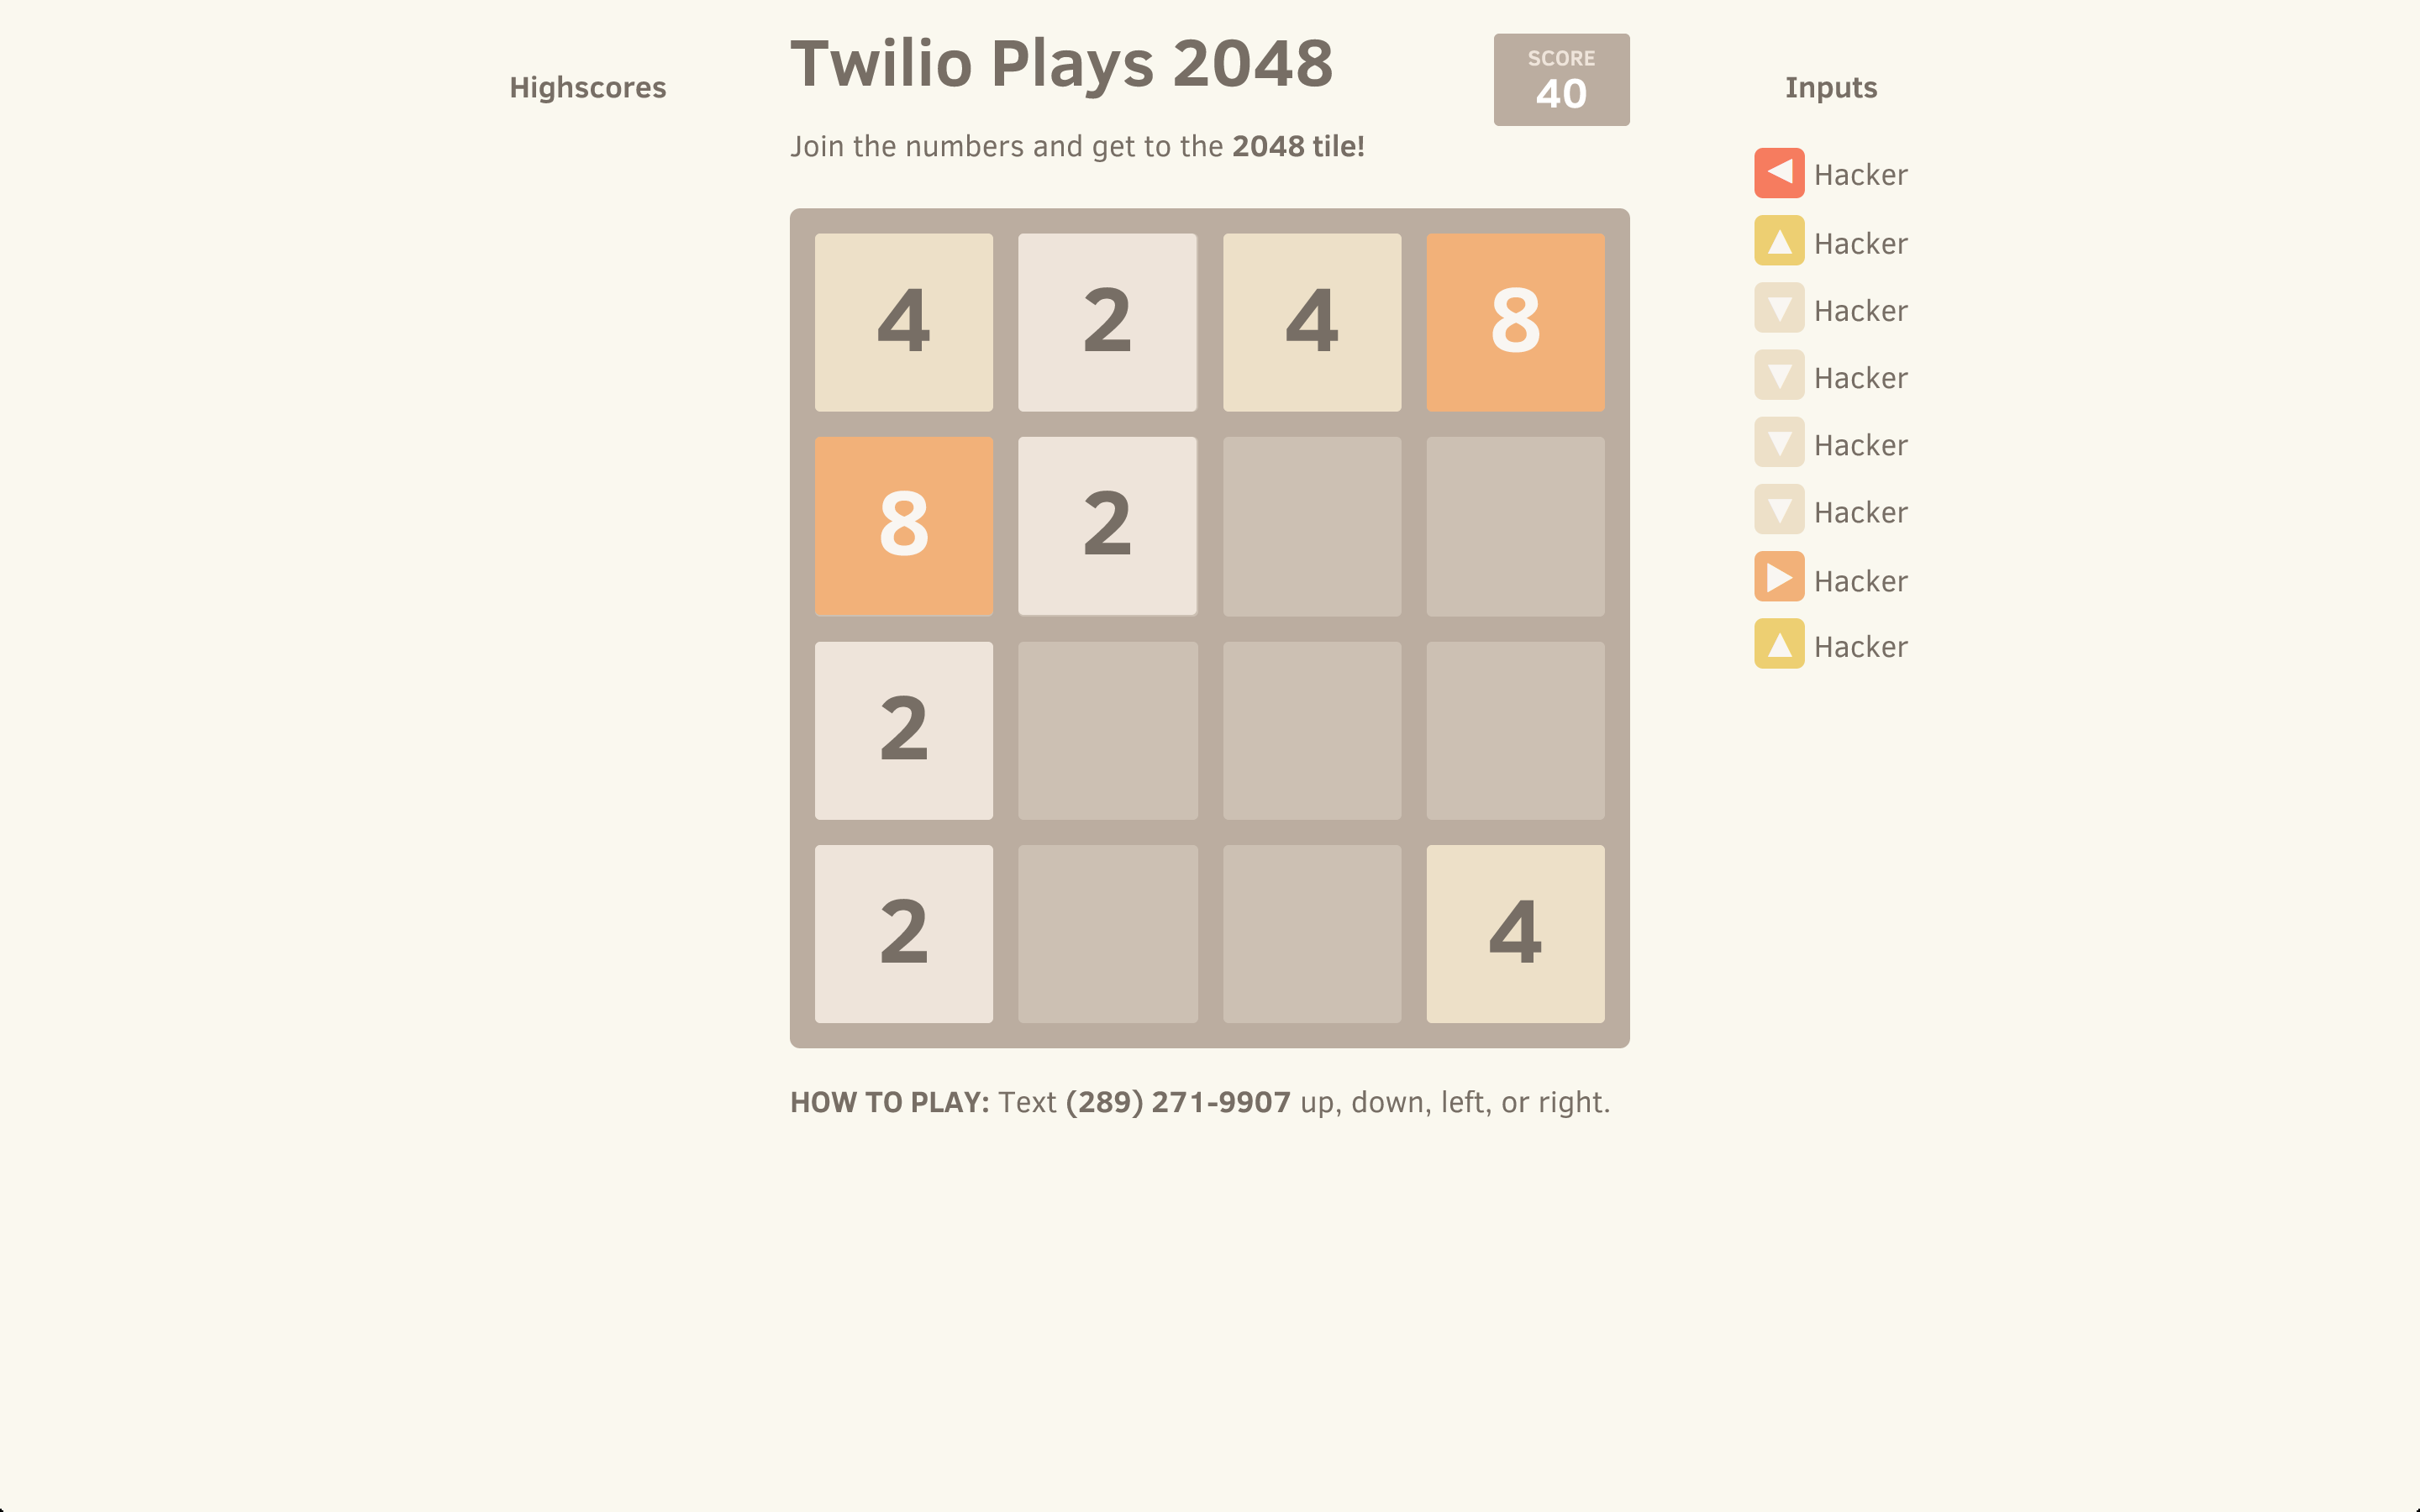 Highscores
Twilio Plays 2048
SCORE
40
Join the numbers and get to the 2048 tile!
4 2 4 8
8 2
2
2 4
HOW TO PLAY: Text (289) 271-9907 up, down, left, or right.
Inputs
Hacker
Hacker
Hacker
Hacker
Hacker
Hacker
Hacker
Hacker